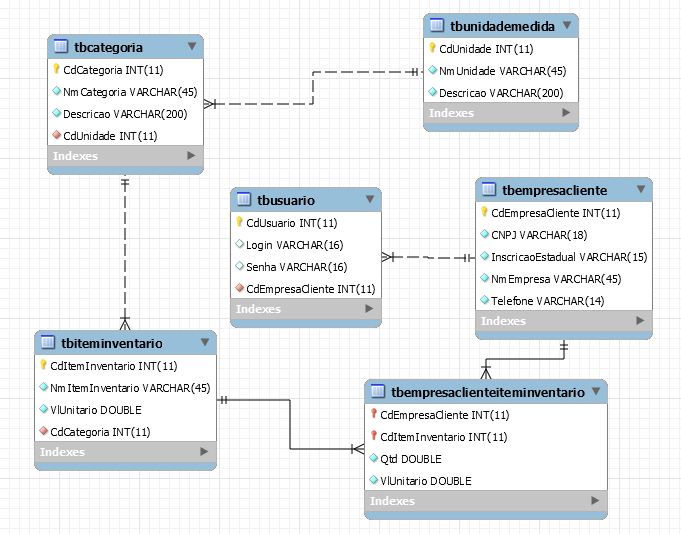 tbcategoria
CdCategoria INT(11)
NmCategoria VARCHAR(45)
Descricao VARCHAR(200)
CdUnidade INT(11)
Indexes
tbunidademedida
CdUnidade INT(11)
NmUnidade VARCHAR(45)
Descricao VARCHAR(200)
Indexes
tbusuario
CdUsuario INT(11)
Login VARCHAR(16)
Senha VARCHAR(16)
CdEmpresaCliente INT(11)
Indexes
tbempresacliente
CdEmpresaCliente INT(11)
CNPJ VARCHAR(18)
InscricaoEstadual VARCHAR(15)
NmEmpresa VARCHAR(45)
Telefone VARCHAR(14)
Indexes
tbiteminventario
CdItemInventario INT(11)
NmItemInventario VARCHAR(45)
VlUnitario DOUBLE
CdCategoria INT(11)
Indexes
tbempresaclienteiteminventario
CdEmpresaCliente INT(11)
CdItemInventario INT(11)
Qtd DOUBLE
VlUnitario DOUBLE
Indexes